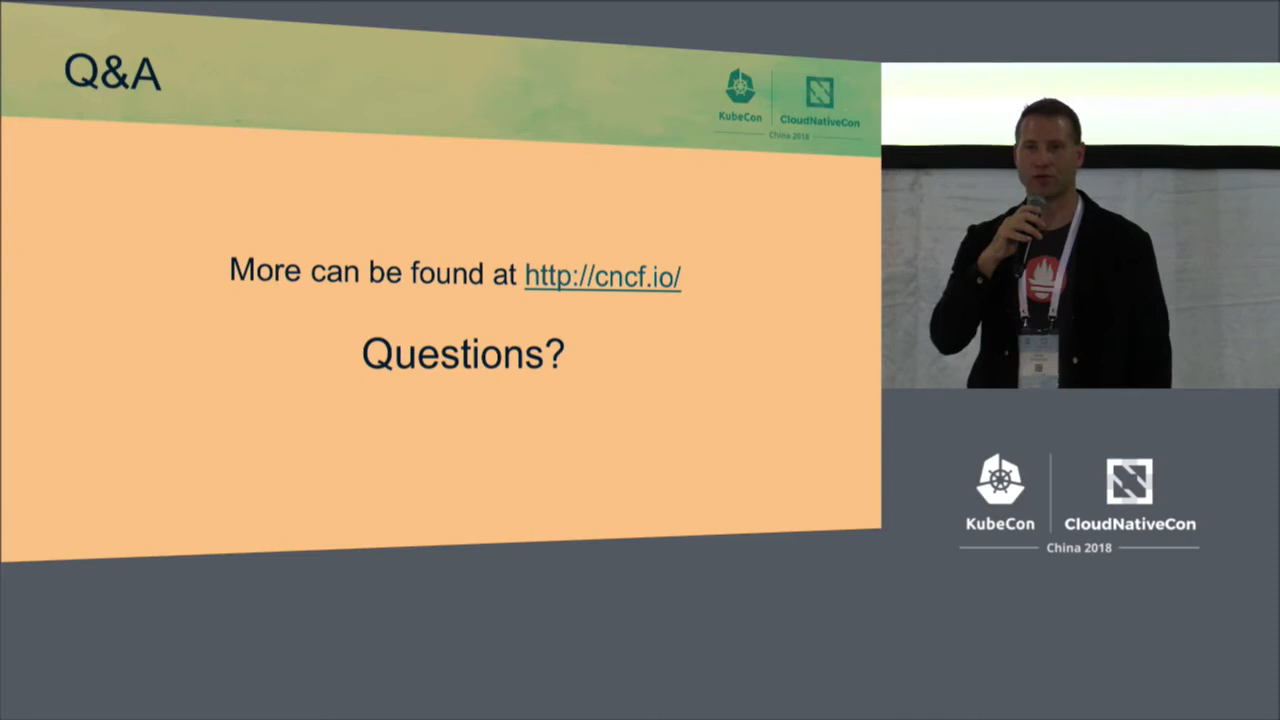 Q&A
KubeCon
CloudNativeCon
China 2018
More can be found at http://cncf.io/
Questions?
KubeCon
CloudNativeCon
China 2018